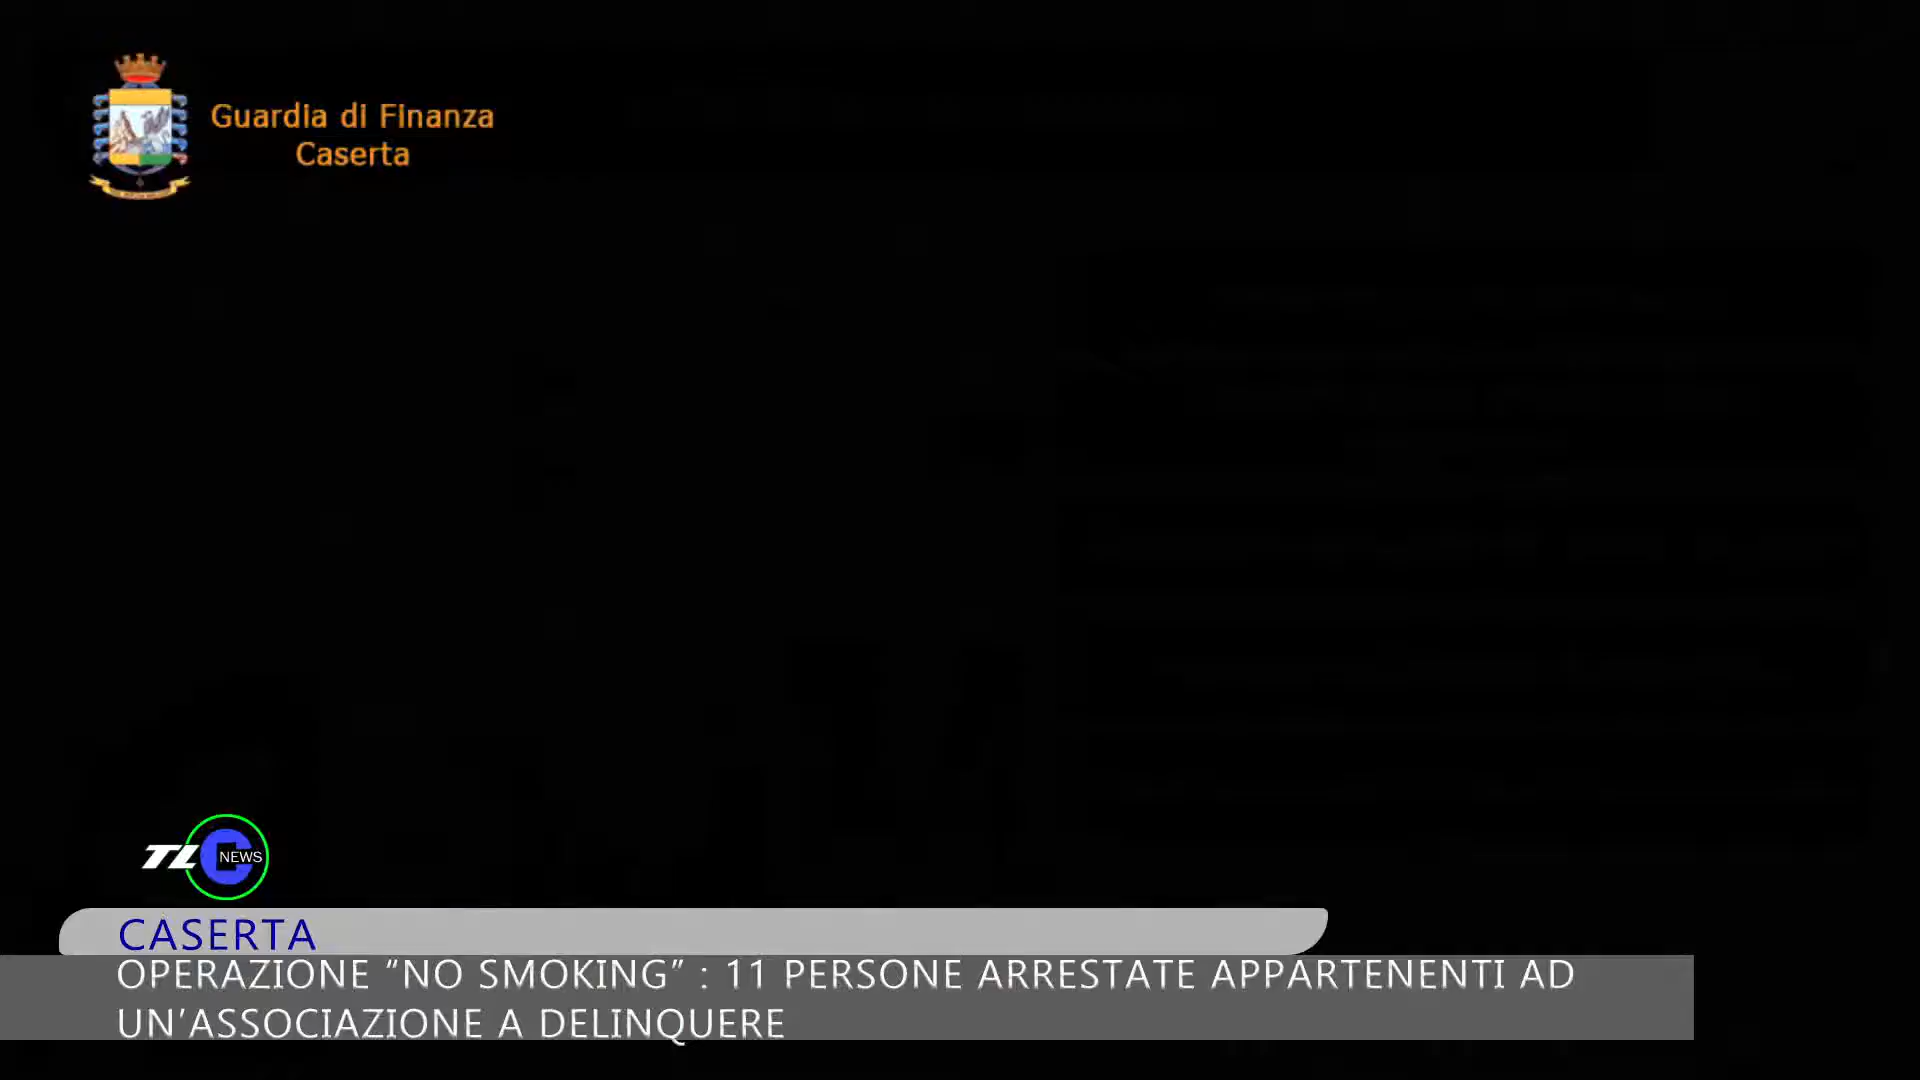 Guardia di Finanza
Caserta
TLC NEWS
CASERTA
OPERAZIONE “NO SMOKING” : 11 PERSONE ARRESTATE APPARTENENTI AD
UN’ASSOCIAZIONE A DELINQUERE